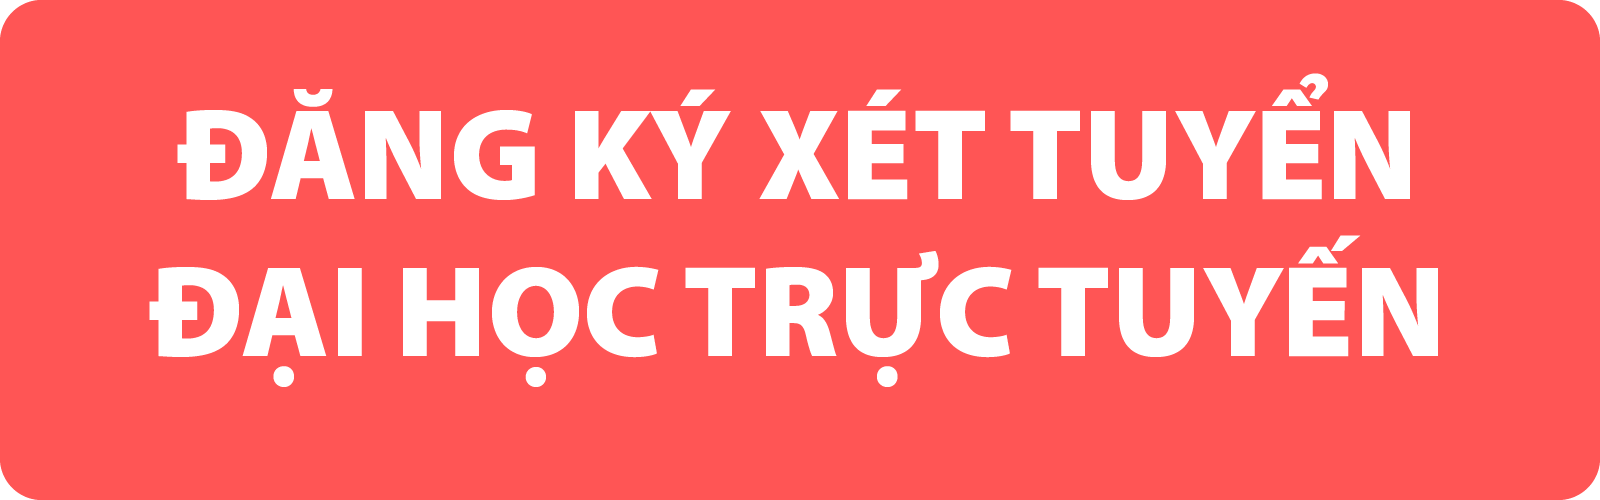 ĐĂNG KÝ XÉT TUYỂN
ĐẠI HỌC TRỰC TUYẾN